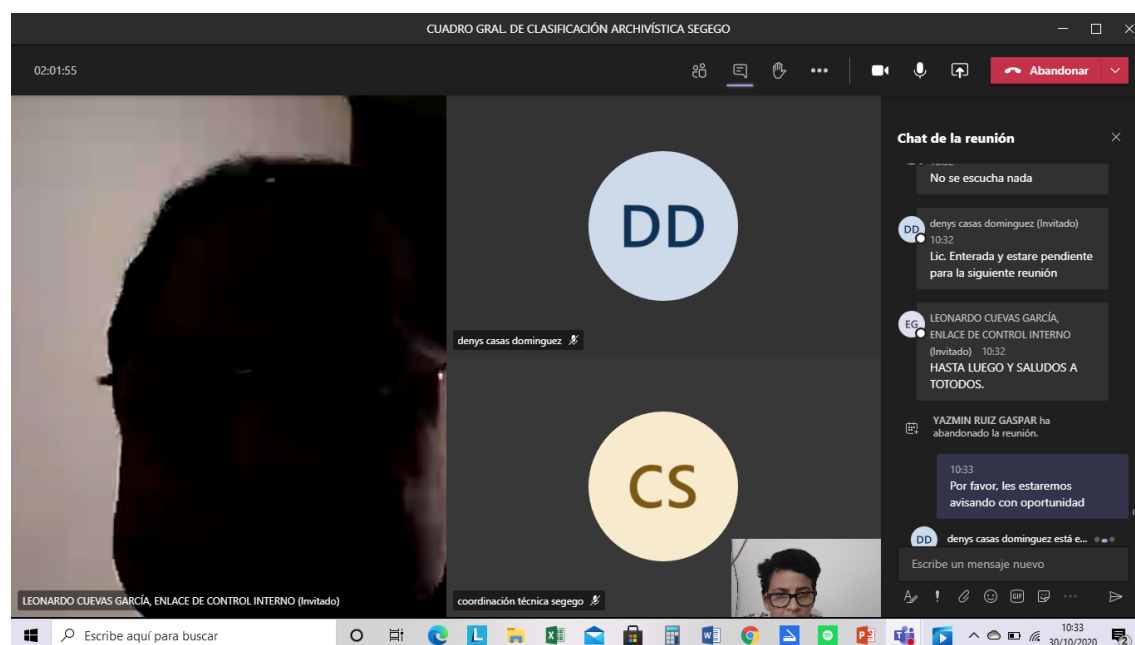 CUADRO GRAL. DE CLASIFICACIÓN ARCHIVÍSTICA SEGEGO
02:01:55
Abandonar
Chat de la reunión
No se escucha nada
DD
denys casas dominguez (Invitado)
10:32
Lic. Enterada y estare pendiente
para la siguiente reunión
EG
LEONARDO CUEVAS GARCÍA,
ENLACE DE CONTROL INTERNO
(Invitado) 10:32
HASTA LUEGO Y SALUDOS A
TOTODOS.
YAZMIN RUIZ GASPAR ha
abandonado la reunión.
10:33
Por favor, les estaremos
avisando con oportunidad
DD
denys casas dominguez está e...
Escribe un mensaje nuevo
GIF
DD
denys casas dominguez
CS
coordinación técnica segego
LEONARDO CUEVAS GARCÍA, ENLACE DE CONTROL INTERNO (Invitado)
Escribe aquí para buscar
10:33
30/10/2020